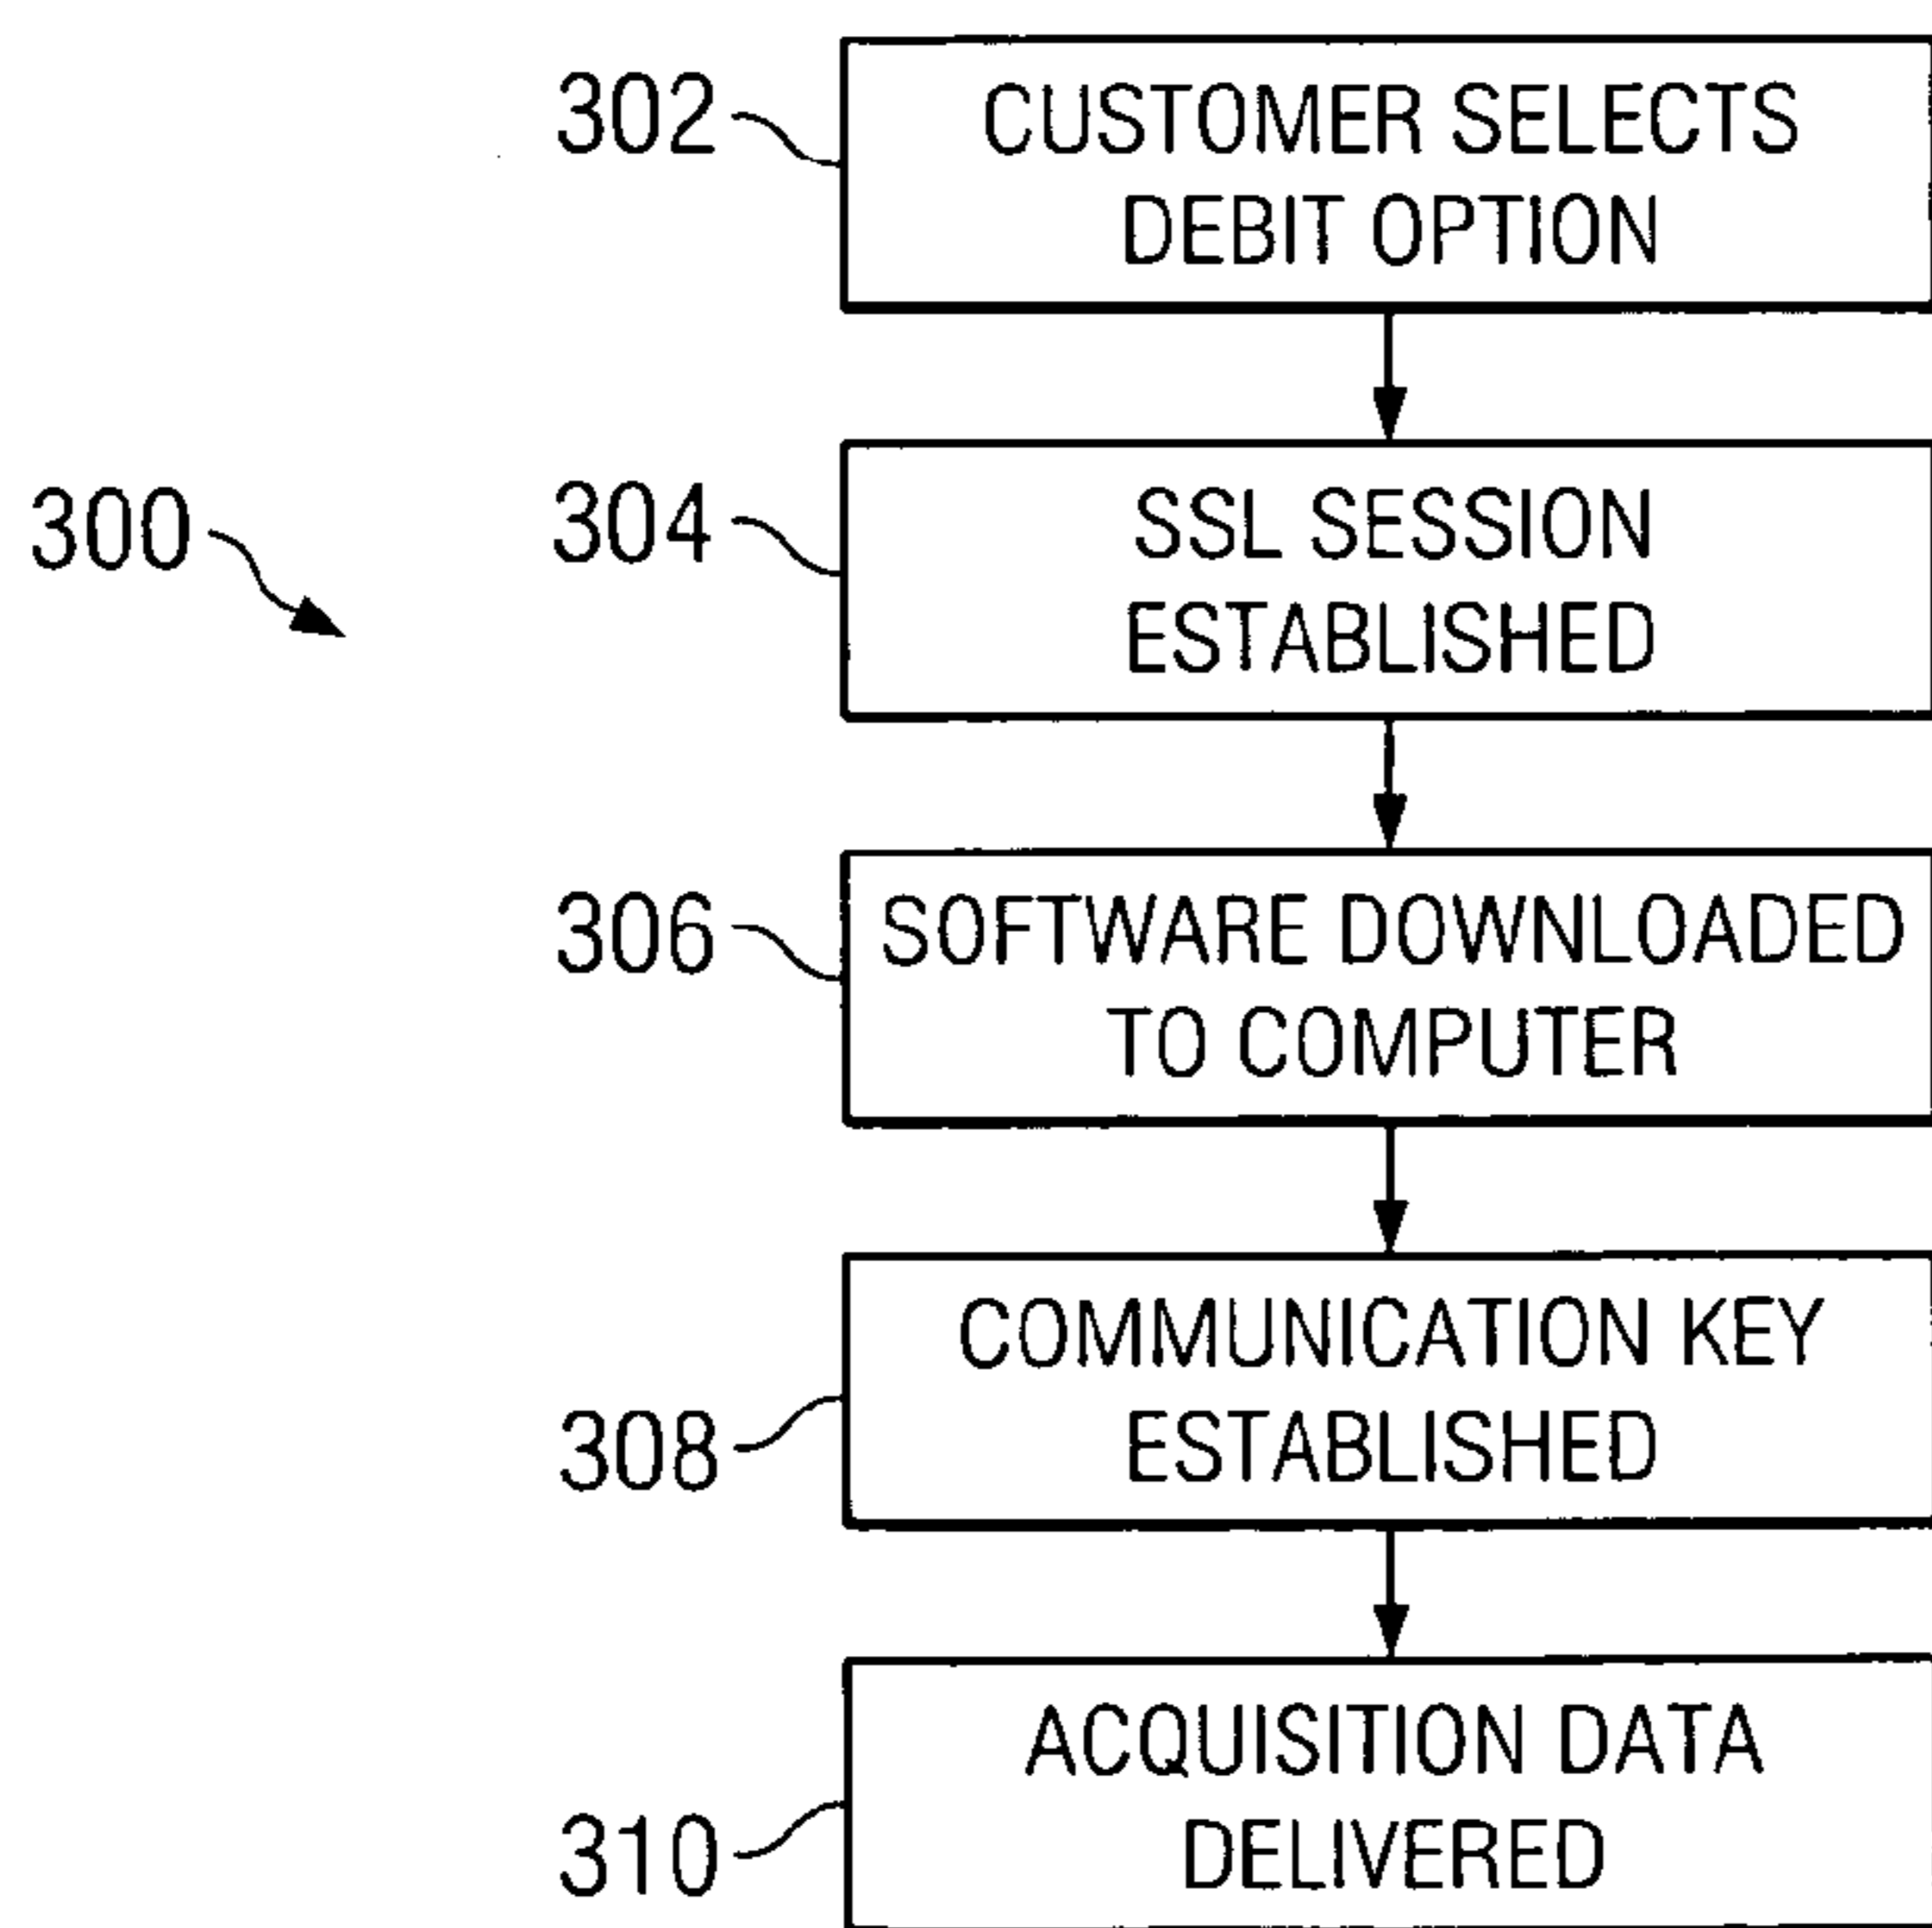 302
CUSTOMER SELECTS
DEBIT OPTION
300
304
SSL SESSION
ESTABLISHED
306
SOFTWARE DOWNLOADED
TO COMPUTER
COMMUNICATION KEY
308
ESTABLISHED
ACQUISITION DATA
310
DELIVERED